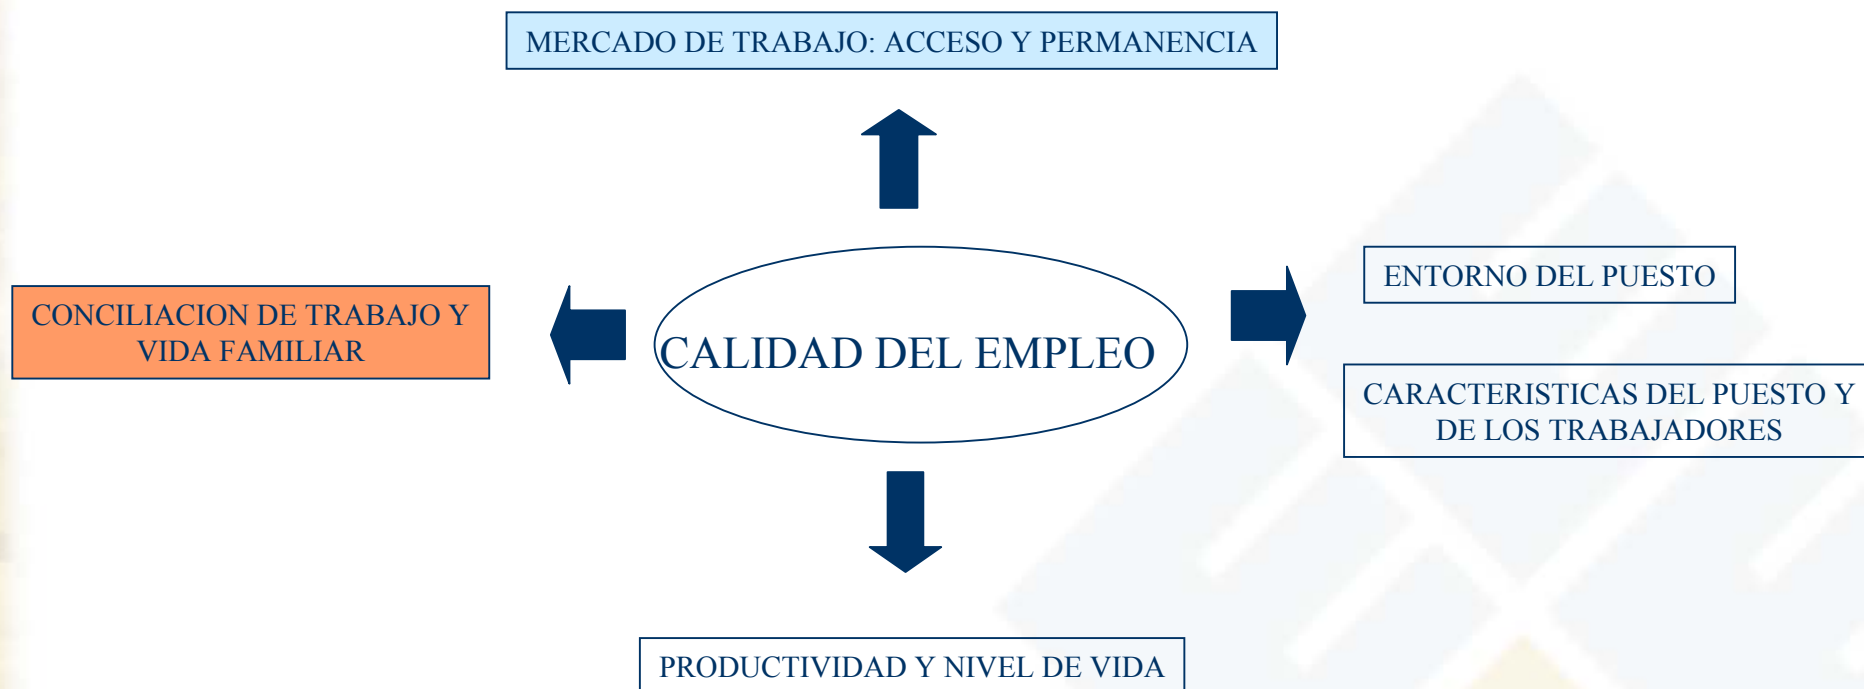 MERCADO DE TRABAJO: ACCESO Y PERMANENCIA
ENTORNO DEL PUESTO
CONCILIACION DE TRABAJO Y
VIDA FAMILIAR
CALIDAD DEL EMPLEO
CARACTERISTICAS DEL PUESTO Y
DE LOS TRABAJADORES
PRODUCTIVIDAD Y NIVEL DE VIDA